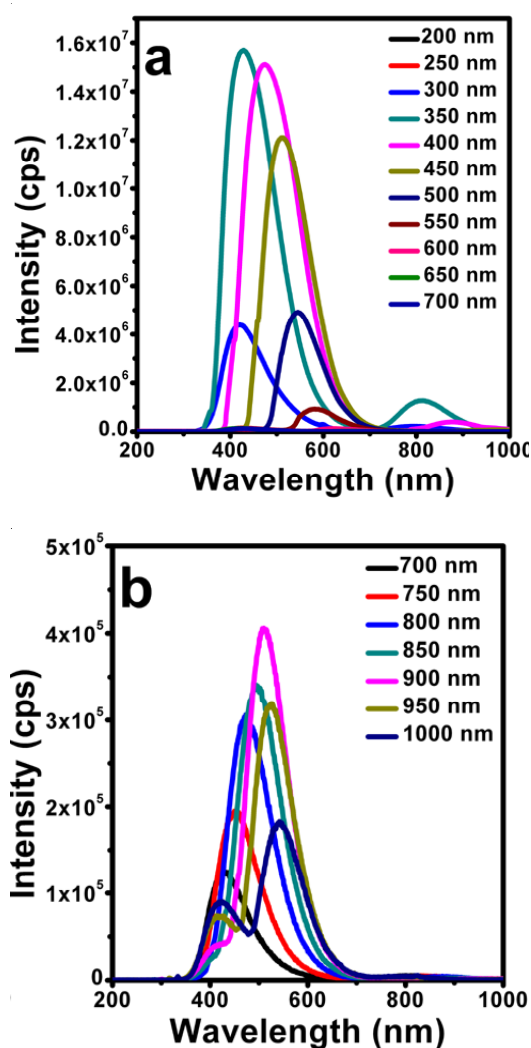 a
Intensity (cps)
1.6x10⁷
1.4x10⁷
1.2x10⁷
1.0x10⁷
8.0x10⁶
6.0x10⁶
4.0x10⁶
2.0x10⁶
0.0
200 nm
250 nm
300 nm
350 nm
400 nm
450 nm
500 nm
550 nm
600 nm
650 nm
700 nm
200 400 600 800 1000
Wavelength (nm)
b
Intensity (cps)
5x10⁵
4x10⁵
3x10⁵
2x10⁵
1x10⁵
0
700 nm
750 nm
800 nm
850 nm
900 nm
950 nm
1000 nm
200 400 600 800 1000
Wavelength (nm)